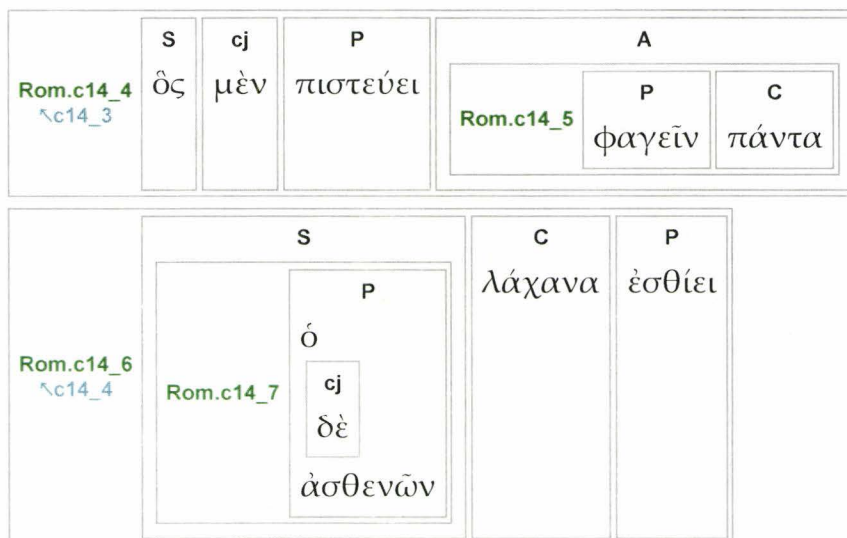 S cj P A
Rom.c14_4 ὃς μὲν πιστεύει
↖c14_3
P C
Rom.c14_5 φαγεῖν πάντα
S C P
λάχανα ἐσθίει
P
ὁ
Rom.c14_6
↖c14_4
cj
Rom.c14_7 δὲ
ἀσθενῶν